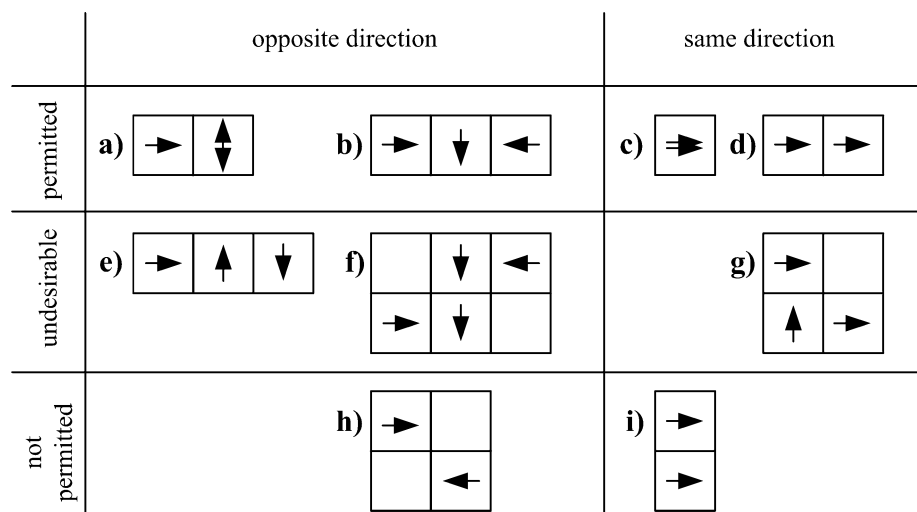 opposite direction
same direction
permitted
a)
b)
c)
d)
undesirable
e)
f)
g)
not
permitted
h)
i)